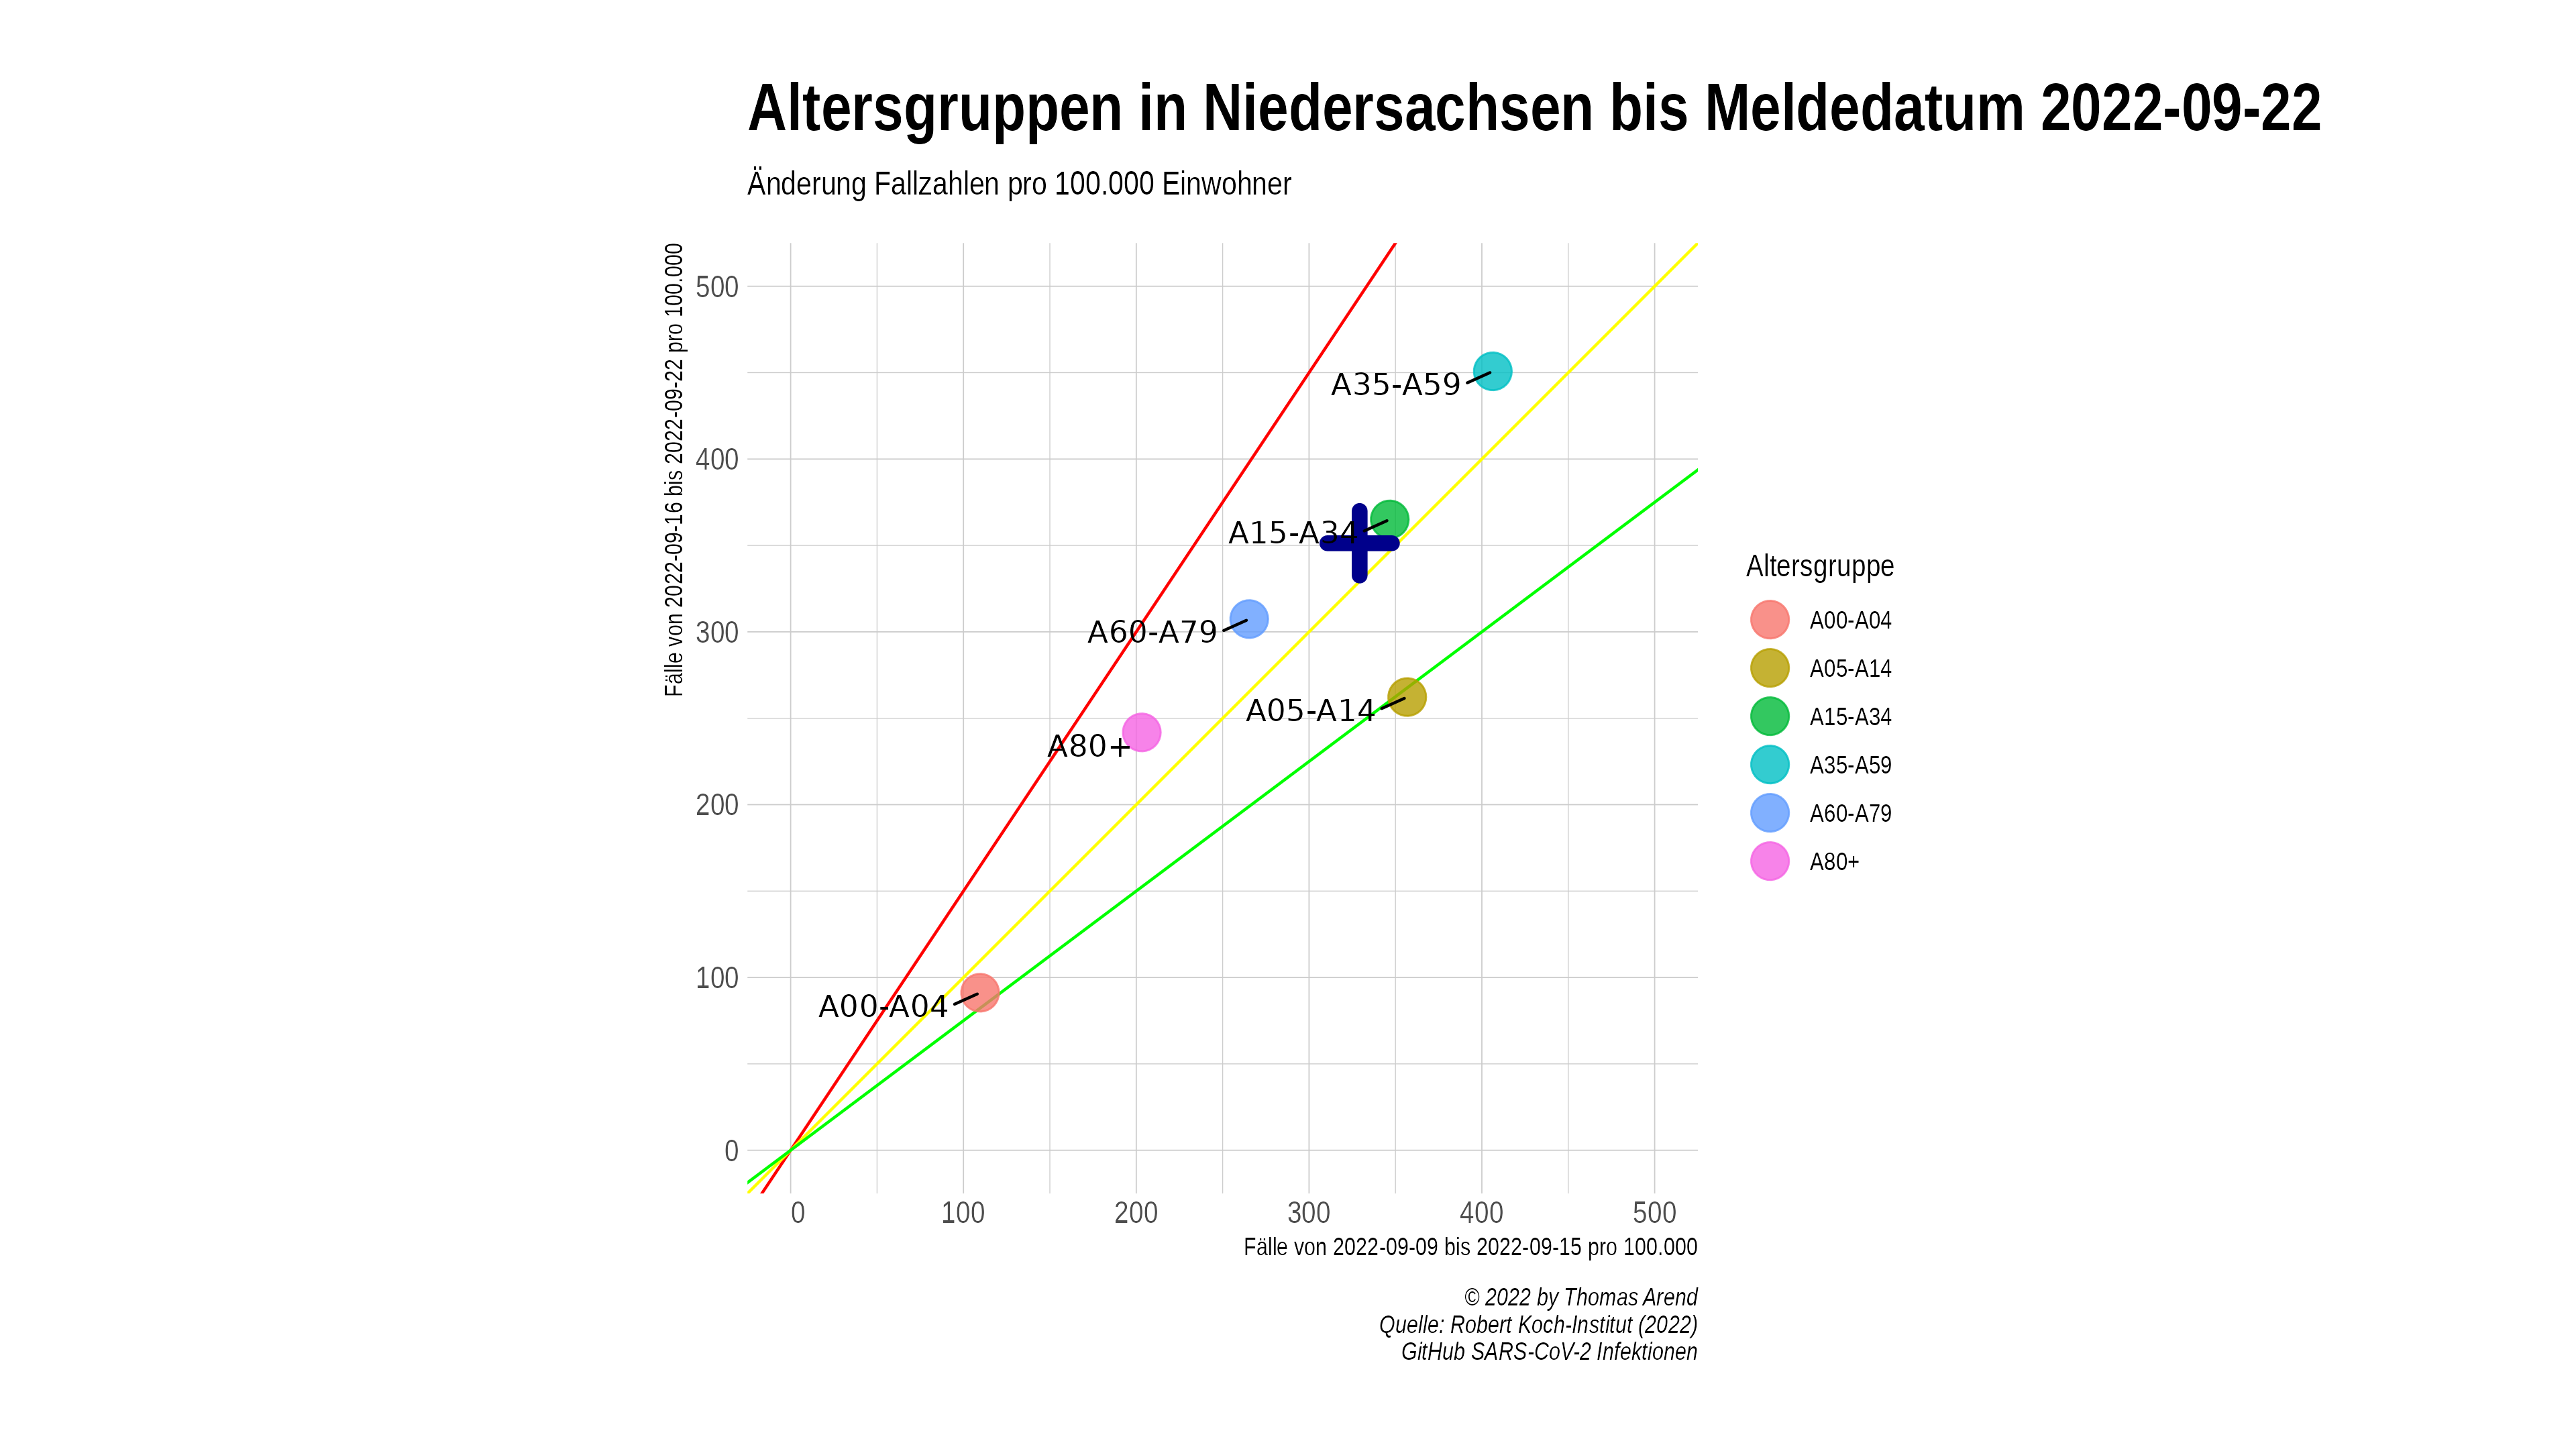 Altersgruppen in Niedersachsen bis Meldedatum 2022-09-22
Änderung Fallzahlen pro 100.000 Einwohner
Fälle von 2022-09-16 bis 2022-09-22 pro 100.000
500
400
300
200
100
0
A35-A59
A15-A34
A60-A79
A05-A14
A80+
A00-A04
0 100 200 300 400 500
Fälle von 2022-09-09 bis 2022-09-15 pro 100.000
Altersgruppe
A00-A04
A05-A14
A15-A34
A35-A59
A60-A79
A80+
© 2022 by Thomas Arend
Quelle: Robert Koch-Institut (2022)
GitHub SARS-CoV-2 Infektionen